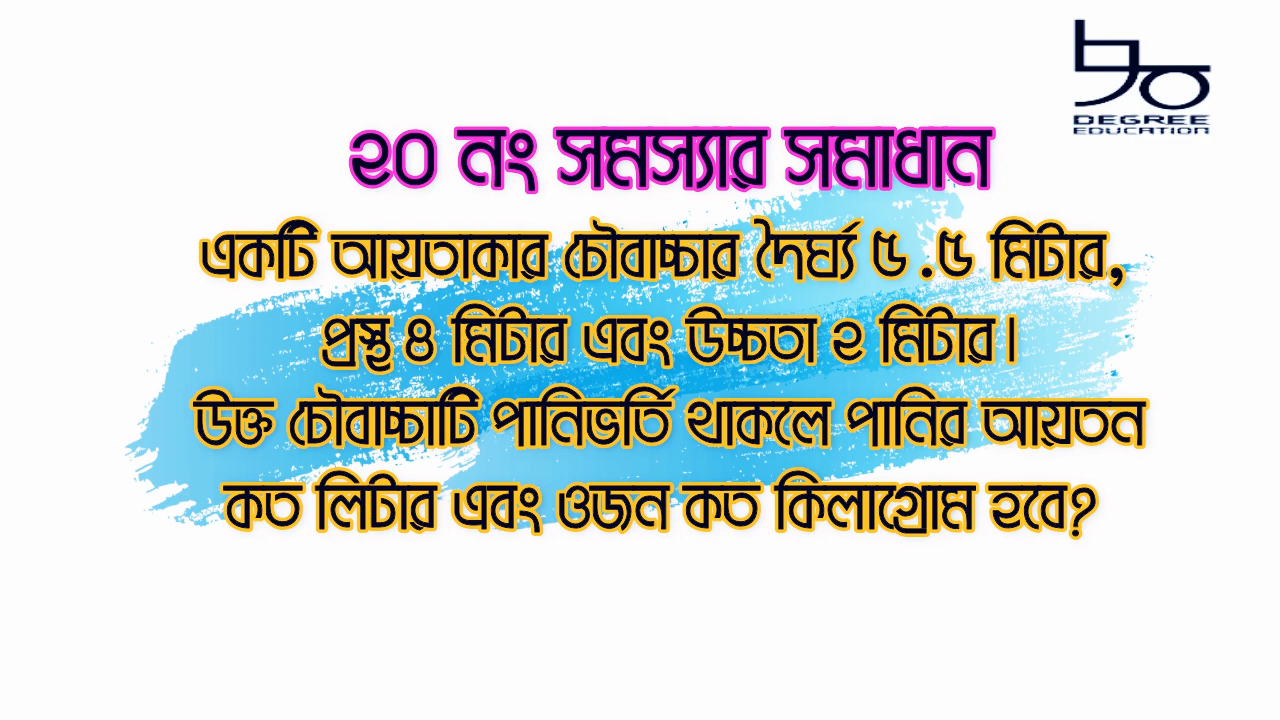 ৯০
DEGREE
EDUCATION
২০ নং সমস্যার সমাধান
একটি আয়তাকার চৌবাচ্চার দৈর্ঘ্য ৫.৫ মিটার,
প্রস্থ ৪ মিটার এবং উচ্চতা ২ মিটার।
উক্ত চৌবাচ্চাটি পানিভর্তি থাকলে পানির আয়তন
কত লিটার এবং ওজন কত কিলাগ্রোম হবে?